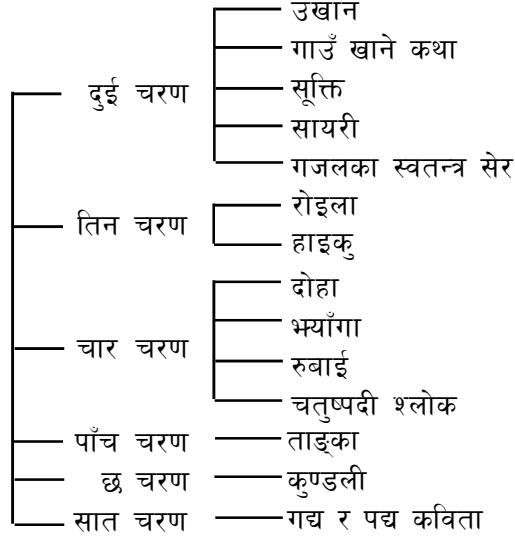 उखान
गाउँ खाने कथा
दुई चरण
सूक्ति
सायरी
गजलका स्वतन्त्र सेर
रोइला
तिन चरण
हाइकु
दोहा
भ्याँगा
चार चरण
रुबाई
चतुष्पदी श्लोक
पाँच चरण ताङ्का
छ चरण कुण्डली
सात चरण गद्य र पद्य कविता